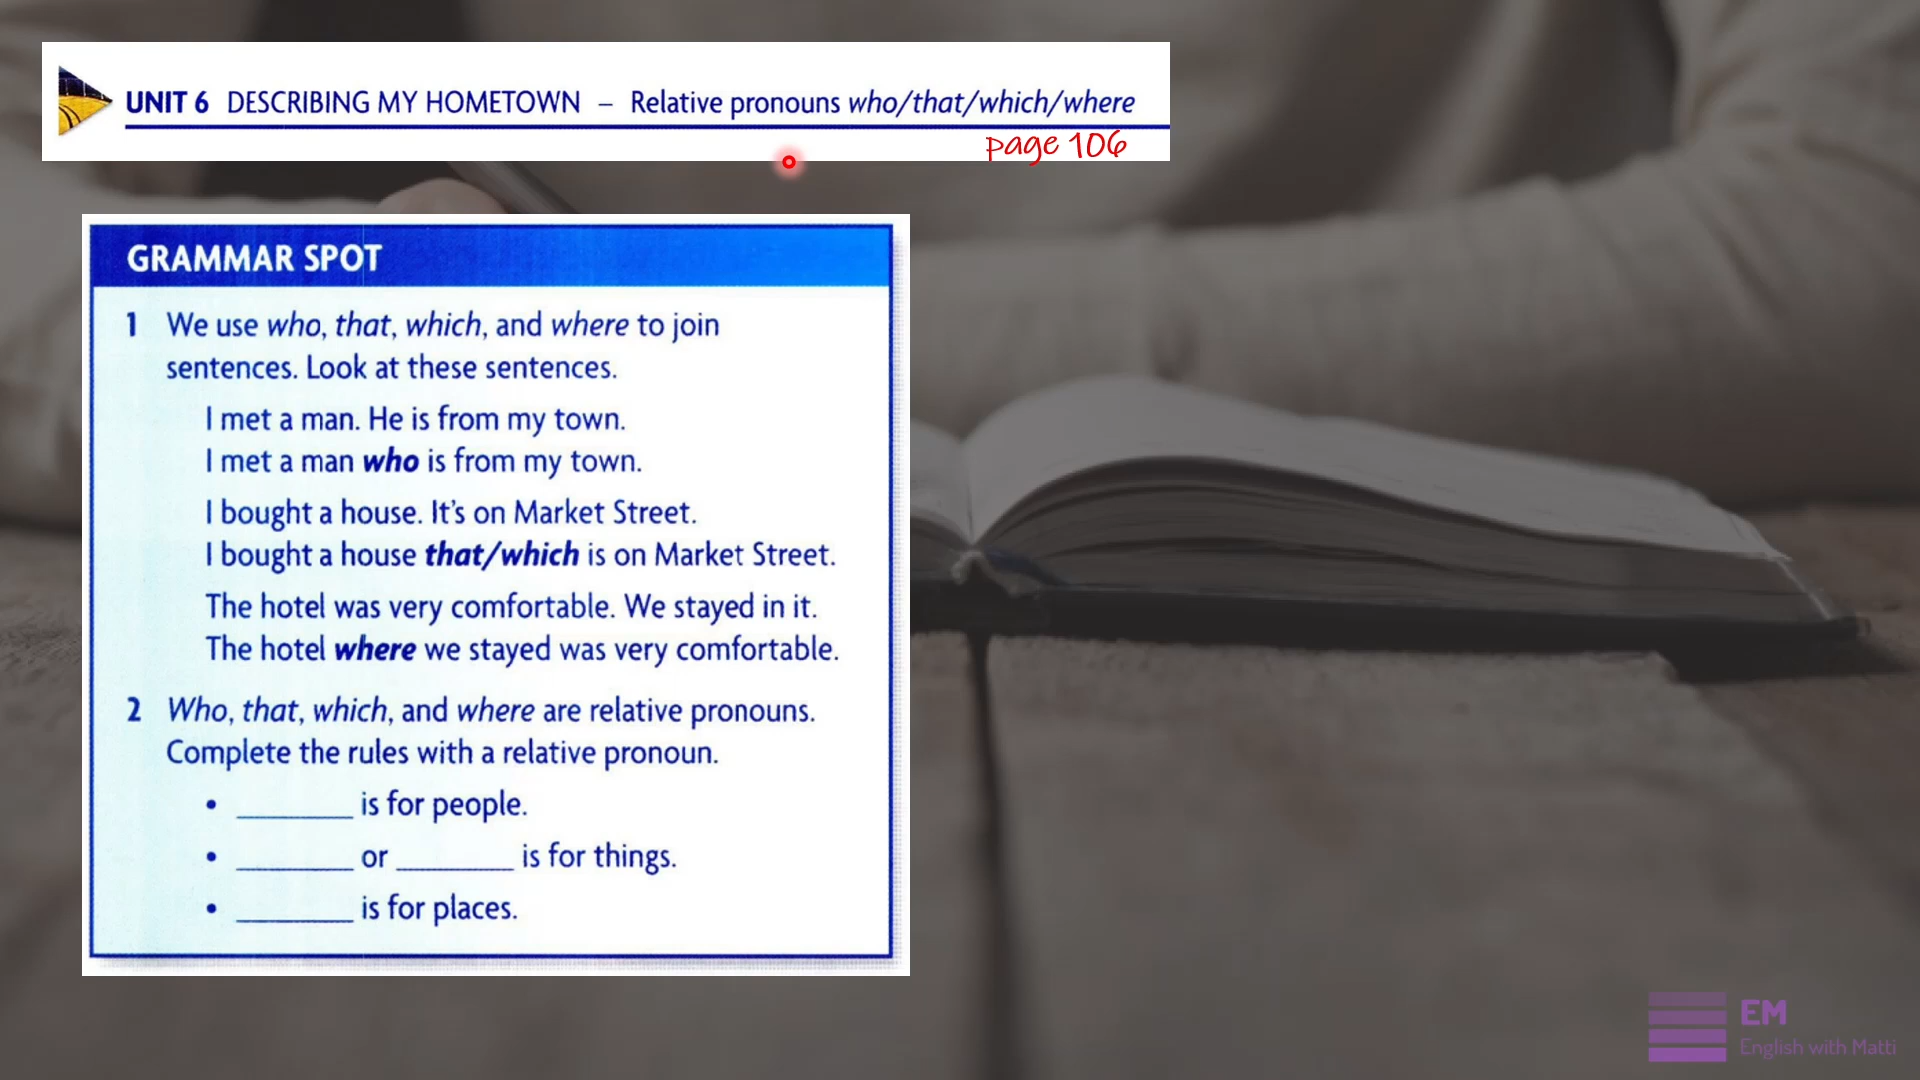 UNIT 6 DESCRIBING MY HOMETOWN – Relative pronouns who/that/which/where
page 106
GRAMMAR SPOT
1 We use who, that, which, and where to join
sentences. Look at these sentences.
I met a man. He is from my town.
I met a man who is from my town.
I bought a house. It's on Market Street.
I bought a house that/which is on Market Street.
The hotel was very comfortable. We stayed in it.
The hotel where we stayed was very comfortable.
2 Who, that, which, and where are relative pronouns.
Complete the rules with a relative pronoun.
• ________ is for people.
• ________ or ________ is for things.
• ________ is for places.
EM
English with Matti